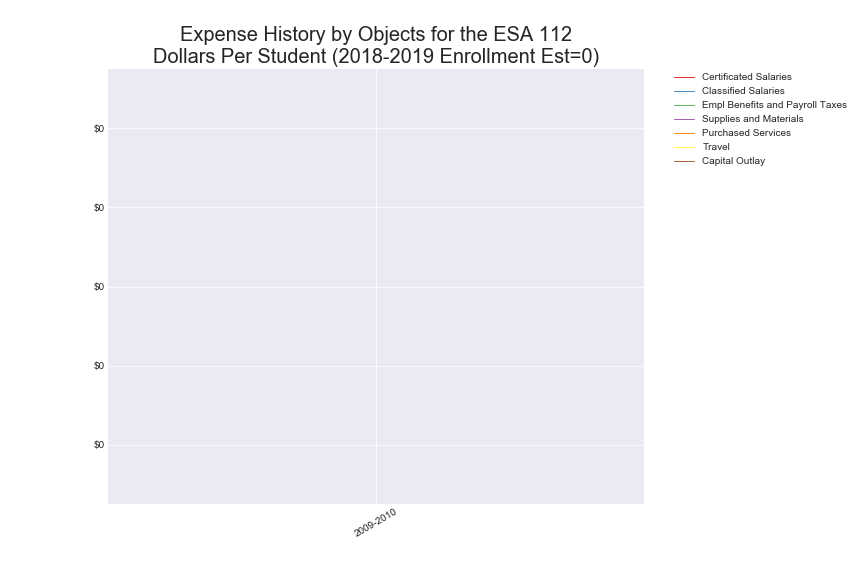 Expense History by Objects for the ESA 112
Dollars Per Student (2018-2019 Enrollment Est=0)
Certificated Salaries
Classified Salaries
Empl Benefits and Payroll Taxes
Supplies and Materials
Purchased Services
Travel
Capital Outlay
$0
$0
$0
$0
$0
2009-2010